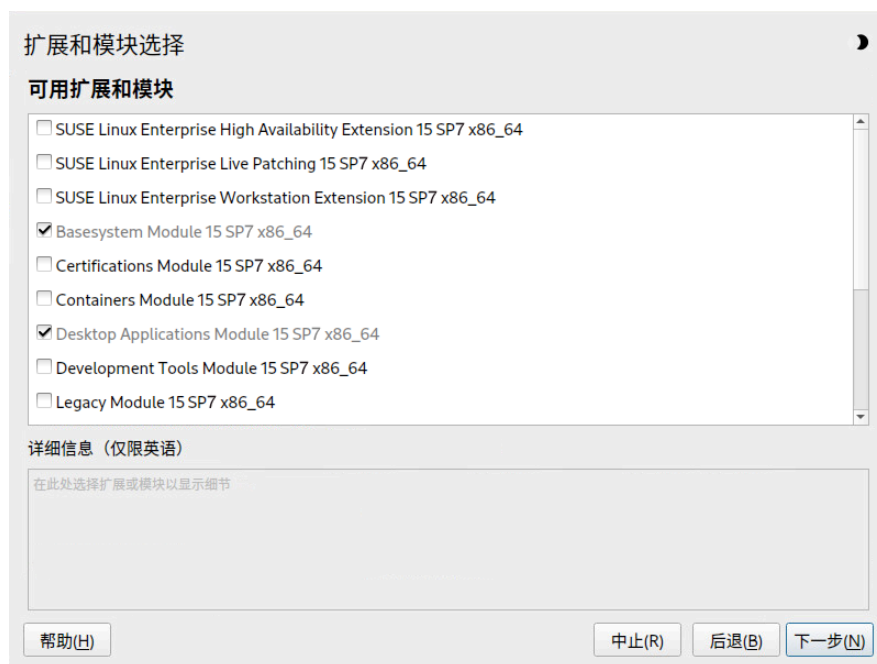 扩展和模块选择
可用扩展和模块
SUSE Linux Enterprise High Availability Extension 15 SP7 x86_64
SUSE Linux Enterprise Live Patching 15 SP7 x86_64
SUSE Linux Enterprise Workstation Extension 15 SP7 x86_64
Basesystem Module 15 SP7 x86_64
Certifications Module 15 SP7 x86_64
Containers Module 15 SP7 x86_64
Desktop Applications Module 15 SP7 x86_64
Development Tools Module 15 SP7 x86_64
Legacy Module 15 SP7 x86_64
详细信息（仅限英语）
在此处选择扩展或模块以显示细节
帮助(H) 中止(R) 后退(B) 下一步(N)